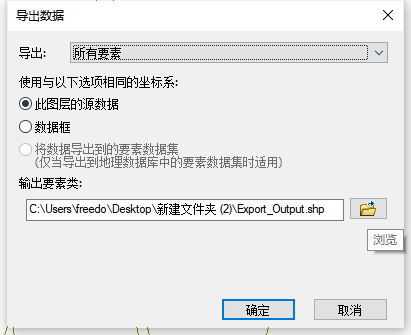 导出数据
导出: 所有要素
使用与以下选项相同的坐标系:
此图层的源数据
数据框
将数据导出到的要素数据集
(仅当导出到地理数据库中的要素数据集时适用)
输出要素类:
C:\Users\freedo\Desktop\新建文件夹 (2)\Export_Output.shp
浏览
确定 取消